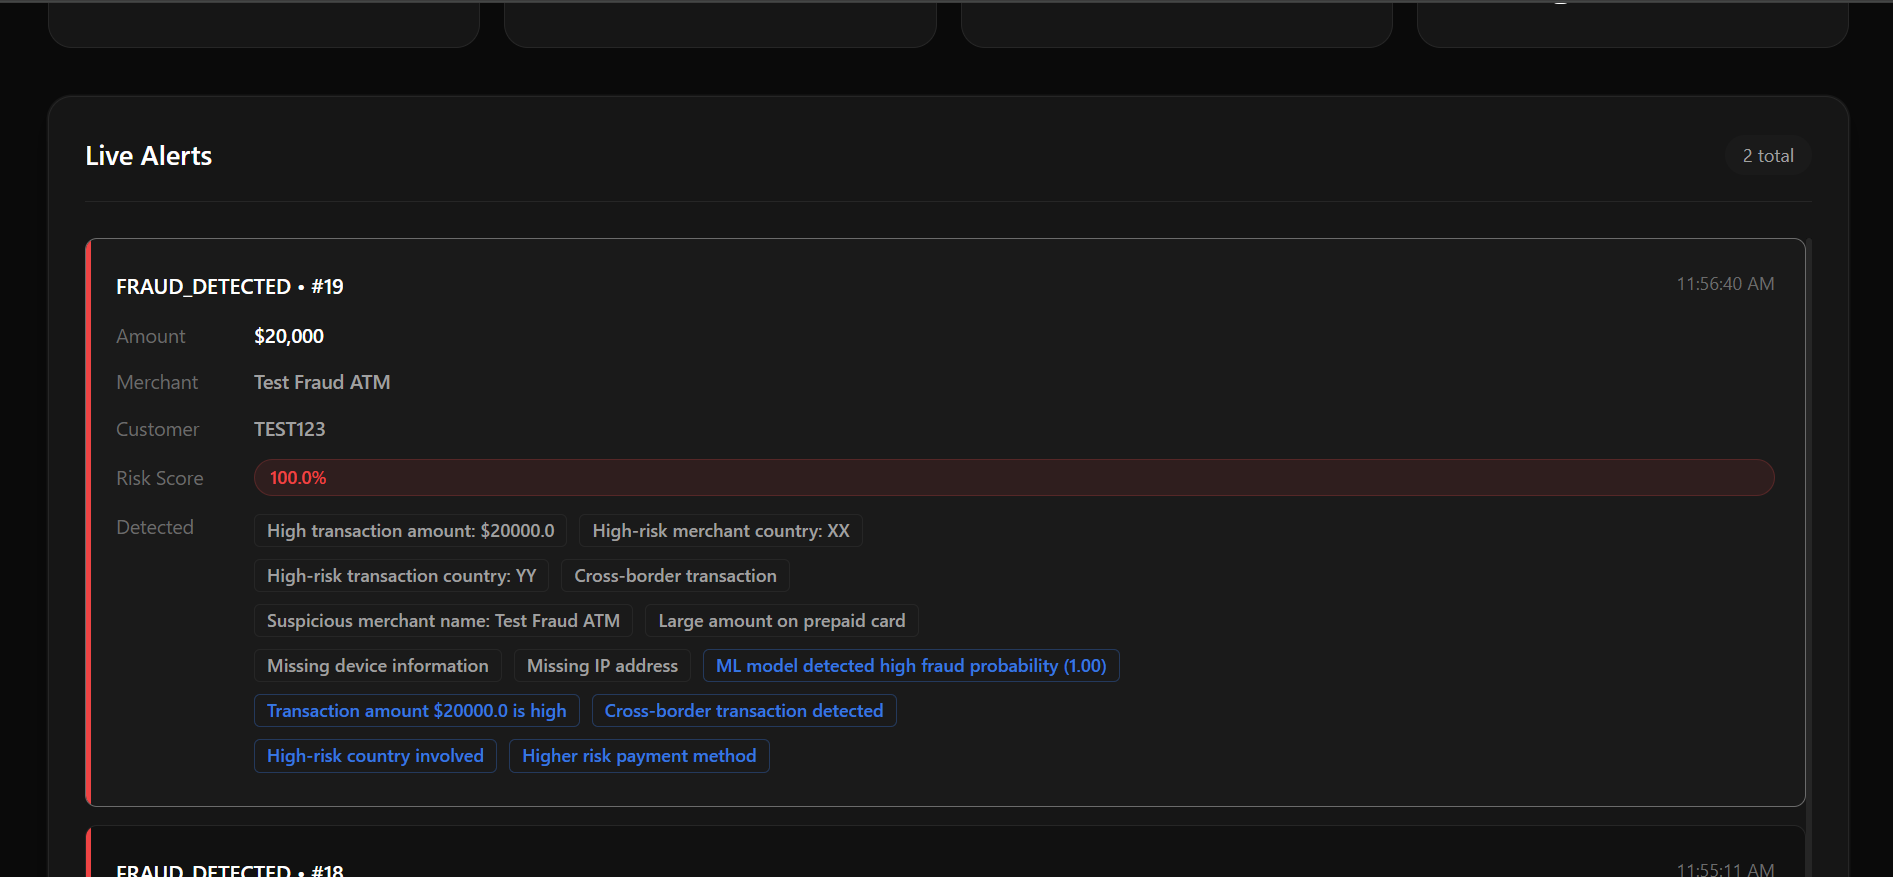 Live Alerts
2 total
FRAUD_DETECTED • #19
11:56:40 AM
Amount $20,000
Merchant Test Fraud ATM
Customer TEST123
Risk Score 100.0%
Detected High transaction amount: $20000.0 High-risk merchant country: XX
High-risk transaction country: YY Cross-border transaction
Suspicious merchant name: Test Fraud ATM Large amount on prepaid card
Missing device information Missing IP address ML model detected high fraud probability (1.00)
Transaction amount $20000.0 is high Cross-border transaction detected
High-risk country involved Higher risk payment method
FRAUD_DETECTED • #18
11:55:11 AM